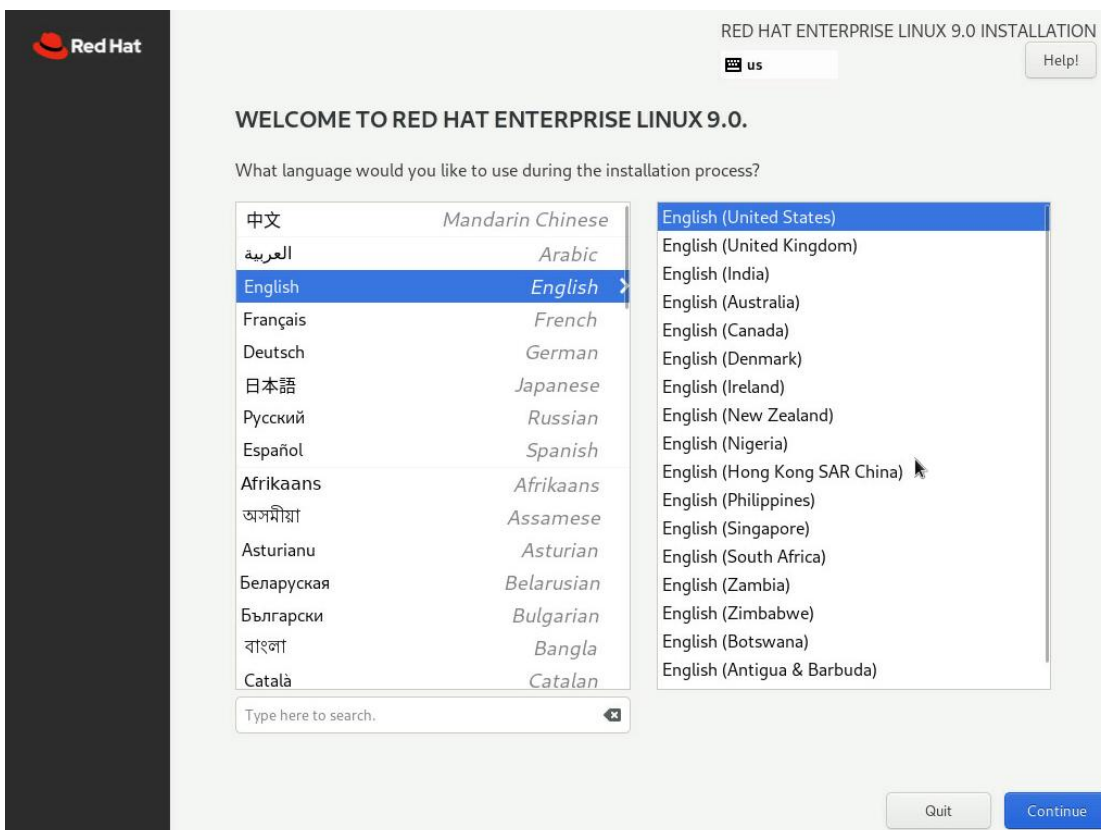 Red Hat
RED HAT ENTERPRISE LINUX 9.0 INSTALLATION
us
Help!
WELCOME TO RED HAT ENTERPRISE LINUX 9.0.
What language would you like to use during the installation process?
中文 Mandarin Chinese
العربية Arabic
English English
Français French
Deutsch German
日本語 Japanese
Русский Russian
Español Spanish
Afrikaans Afrikaans
অসমীয়া Assamese
Asturianu Asturian
Беларуская Belarusian
Български Bulgarian
বাংলা Bangla
Català Catalan
Type here to search.
English (United States)
English (United Kingdom)
English (India)
English (Australia)
English (Canada)
English (Denmark)
English (Ireland)
English (New Zealand)
English (Nigeria)
English (Hong Kong SAR China)
English (Philippines)
English (Singapore)
English (South Africa)
English (Zambia)
English (Zimbabwe)
English (Botswana)
English (Antigua & Barbuda)
Quit
Continue